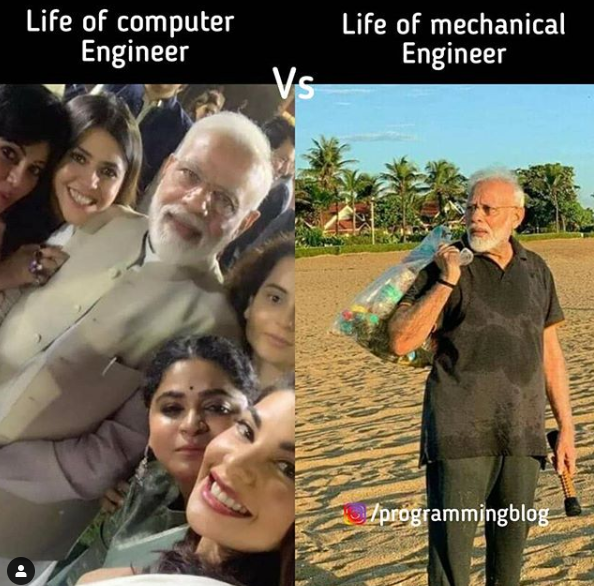 Life of computer
Engineer
Vs
Life of mechanical
Engineer
/programmingblog